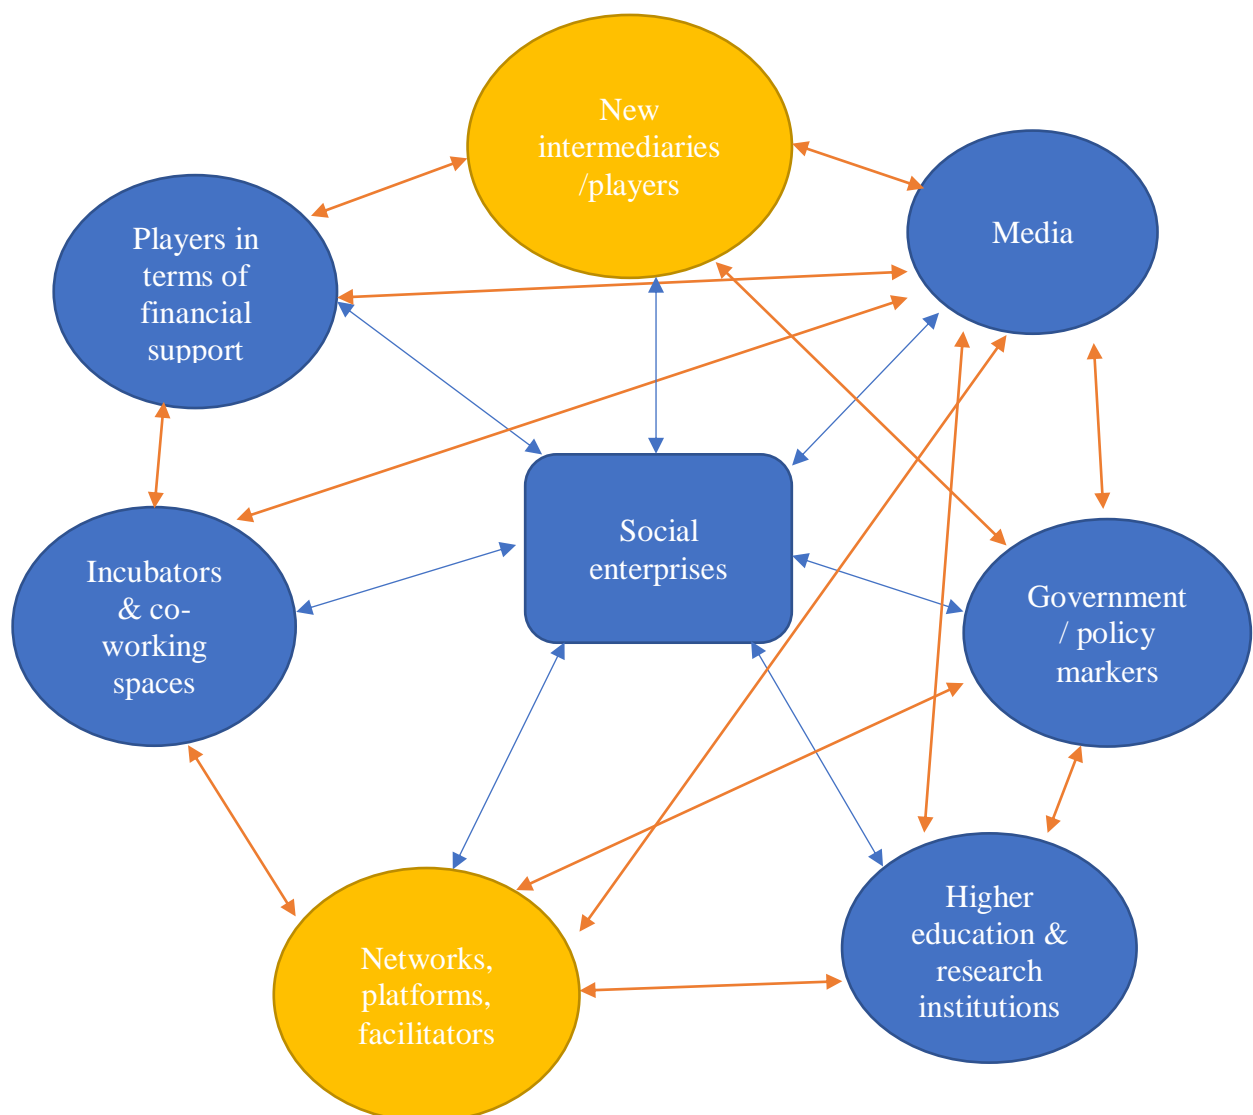 New
intermediaries
/players
Media
Players in
terms of
financial
support
Social
enterprises
Incubators
& co-
working
spaces
Government
/ policy
markers
Higher
education &
research
institutions
Networks,
platforms,
facilitators